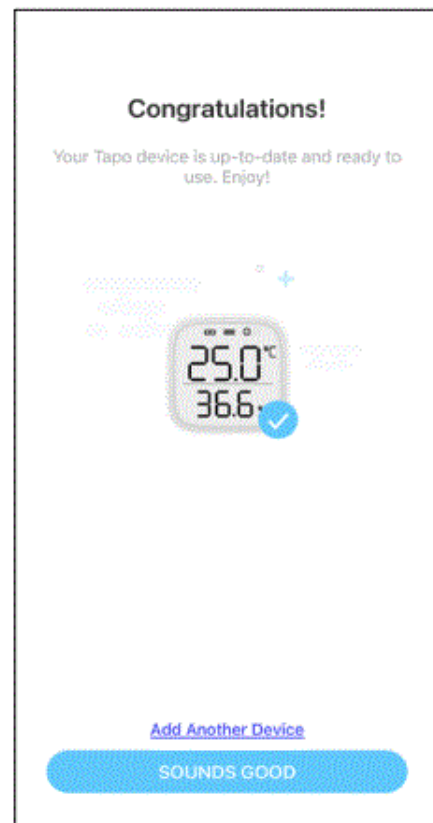 Congratulations!
Your Tapo device is up-to-date and ready to
use. Enjoy!
25.0°C
36.6
Add Another Device
SOUNDS GOOD